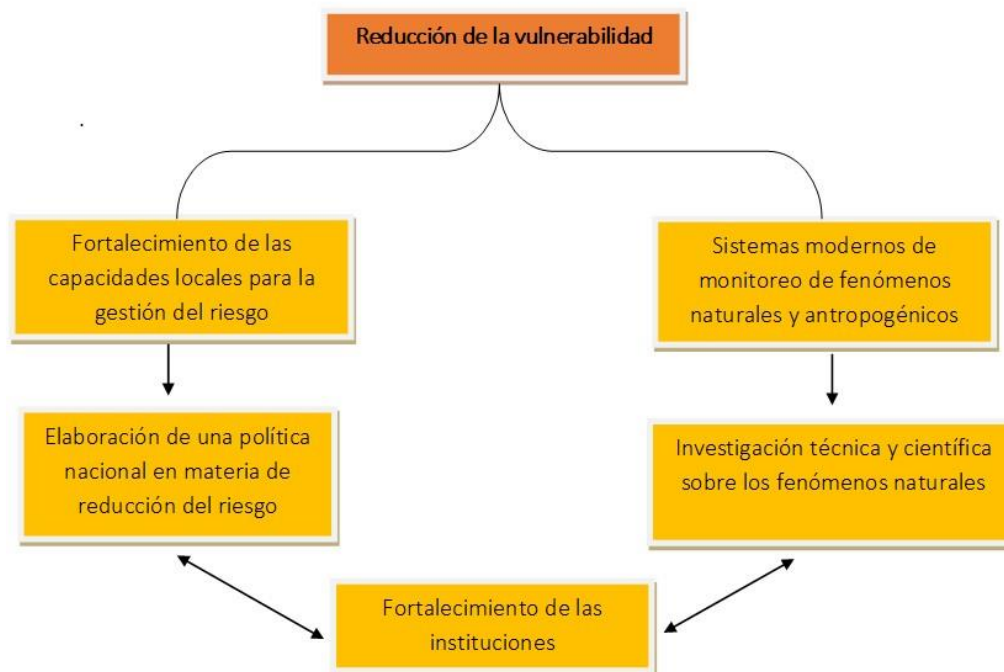 Reducción de la vulnerabilidad
Fortalecimiento de las
capacidades locales para la
gestión del riesgo
Sistemas modernos de
monitoreo de fenómenos
naturales y antropogénicos
Elaboración de una política
nacional en materia de
reducción del riesgo
Investigación técnica y científica
sobre los fenómenos naturales
Fortalecimiento de las
instituciones